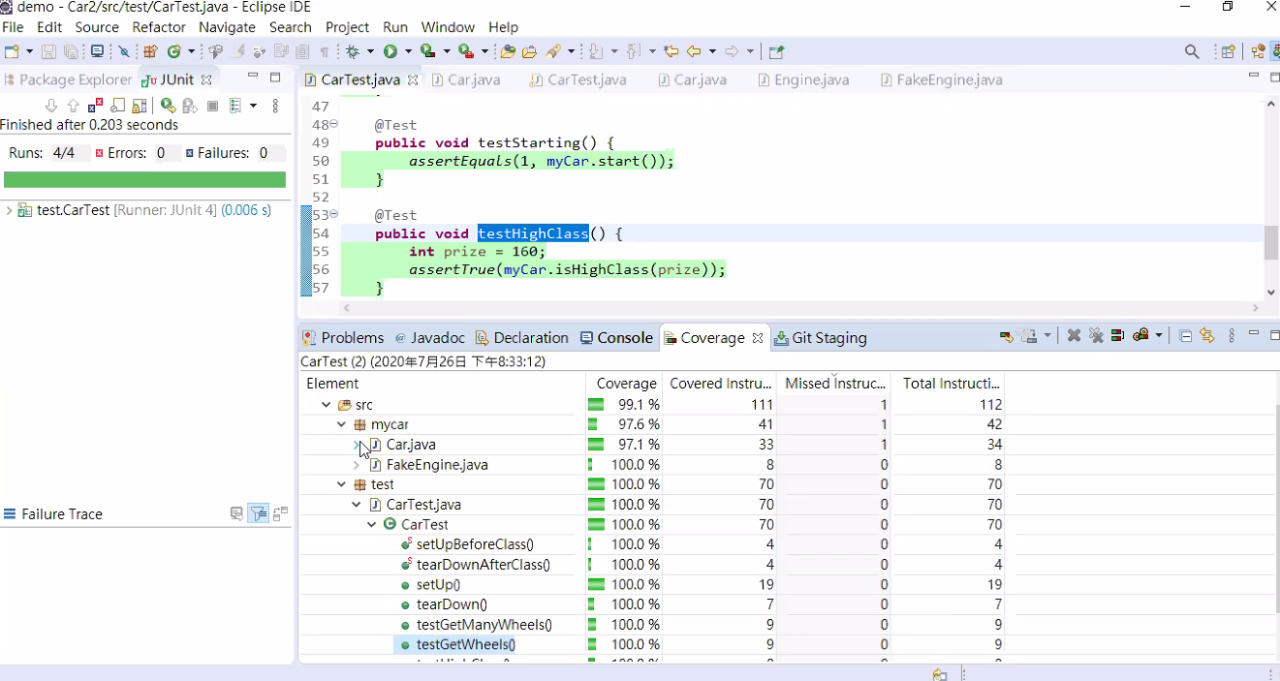 demo - Car2/src/test/CarTest.java - Eclipse IDE
File Edit Source Refactor Navigate Search Project Run Window Help
Package Explorer JUnit
CarTest.java Car.java CarTest.java Car.java Engine.java FakeEngine.java
Finished after 0.203 seconds
Runs: 4/4 Errors: 0 Failures: 0
test.CarTest [Runner: JUnit 4] (0.006 s)
Failure Trace
47
48 @Test
49 public void testStarting() {
50 assertEquals(1, myCar.start());
51 }
52
53 @Test
54 public void testHighClass() {
55 int prize = 160;
56 assertTrue(myCar.isHighClass(prize));
57 }
Problems @ Javadoc Declaration Console Coverage Git Staging
CarTest (2) (2020年7月26日 下午8:33:12)
Element Coverage Covered Instru... Missed Instruc... Total Instructi...
src 99.1 % 111 1 112
mycar 97.6 % 41 1 42
Car.java 97.1 % 33 1 34
FakeEngine.java 100.0 % 8 0 8
test 100.0 % 70 0 70
CarTest.java 100.0 % 70 0 70
CarTest 100.0 % 70 0 70
setUpBeforeClass() 100.0 % 4 0 4
tearDownAfterClass() 100.0 % 4 0 4
setUp() 100.0 % 19 0 19
tearDown() 100.0 % 7 0 7
testGetManyWheels() 100.0 % 9 0 9
testGetWheels() 100.0 % 9 0 9